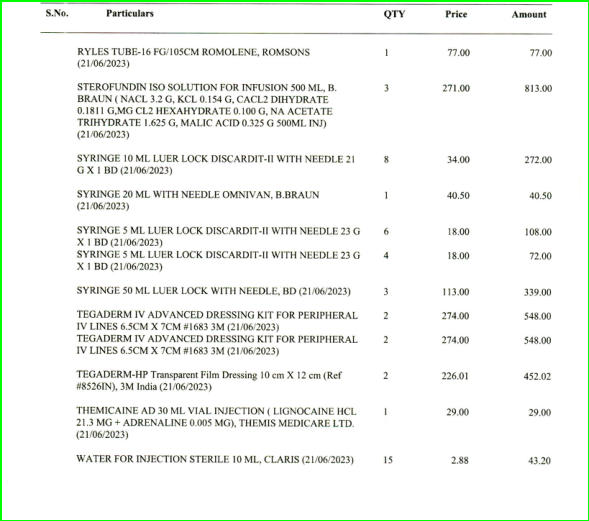 S.No. Particulars QTY Price Amount
RYLES TUBE-16 FG/105CM ROMOLENE, ROMSONS 1 77.00 77.00
(21/06/2023)
STEROFUNDIN ISO SOLUTION FOR INFUSION 500 ML, B. 3 271.00 813.00
BRAUN ( NACL 3.2 G, KCL 0.154 G, CACL2 DIHYDRATE
0.1811 G,MG CL2 HEXAHYDRATE 0.100 G, NA ACETATE
TRIHYDRATE 1.625 G, MALIC ACID 0.325 G 500ML INJ)
(21/06/2023)
SYRINGE 10 ML LUER LOCK DISCARDIT-II WITH NEEDLE 21 8 34.00 272.00
G X 1 BD (21/06/2023)
SYRINGE 20 ML WITH NEEDLE OMNIVAN, B.BRAUN 1 40.50 40.50
(21/06/2023)
SYRINGE 5 ML LUER LOCK DISCARDIT-II WITH NEEDLE 23 G 6 18.00 108.00
X 1 BD (21/06/2023)
SYRINGE 5 ML LUER LOCK DISCARDIT-II WITH NEEDLE 23 G 4 18.00 72.00
X 1 BD (21/06/2023)
SYRINGE 50 ML LUER LOCK WITH NEEDLE, BD (21/06/2023) 3 113.00 339.00
TEGADERM IV ADVANCED DRESSING KIT FOR PERIPHERAL 2 274.00 548.00
IV LINES 6.5CM X 7CM #1683 3M (21/06/2023)
TEGADERM IV ADVANCED DRESSING KIT FOR PERIPHERAL 2 274.00 548.00
IV LINES 6.5CM X 7CM #1683 3M (21/06/2023)
TEGADERM-HP Transparent Film Dressing 10 cm X 12 cm (Ref 2 226.01 452.02
#8526IN), 3M India (21/06/2023)
THEMICAINE AD 30 ML VIAL INJECTION ( LIGNOCAINE HCL 1 29.00 29.00
21.3 MG + ADRENALINE 0.005 MG), THEMIS MEDICARE LTD.
(21/06/2023)
WATER FOR INJECTION STERILE 10 ML, CLARIS (21/06/2023) 15 2.88 43.20